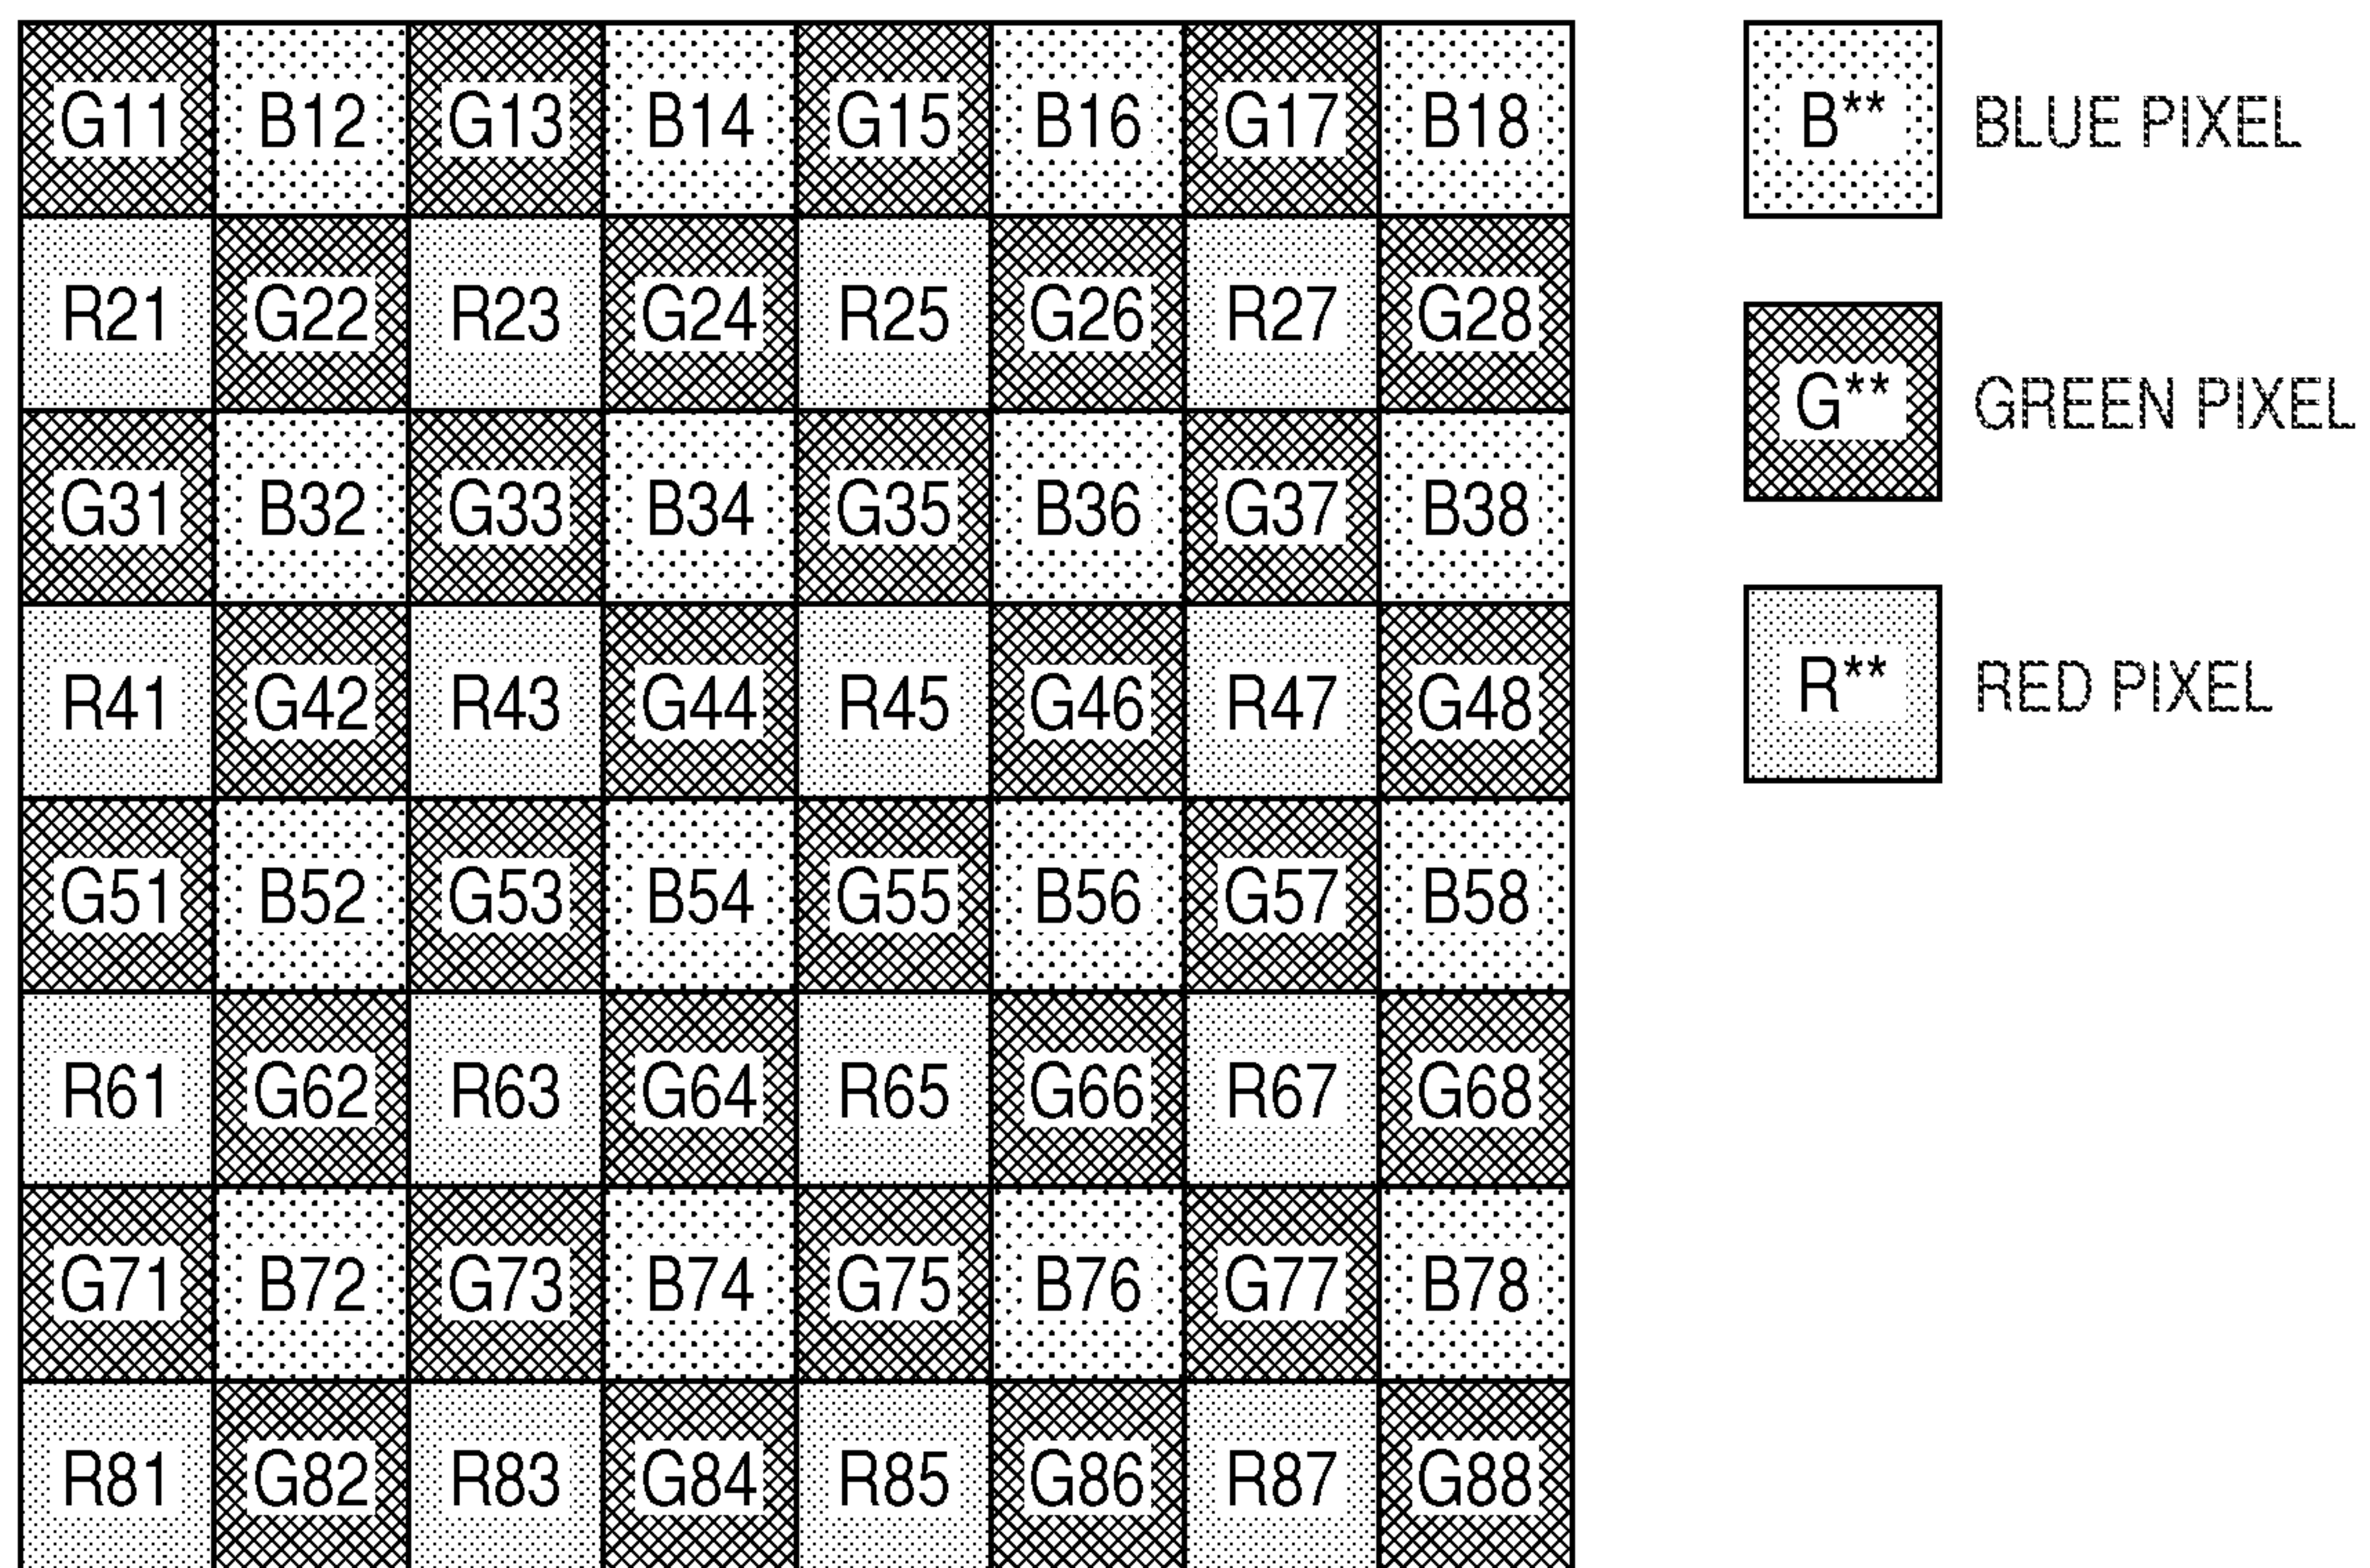 G11 B12 G13 B14 G15 B16 G17 B18 B** BLUE PIXEL
R21 G22 R23 G24 R25 G26 R27 G28 G** GREEN PIXEL
G31 B32 G33 B34 G35 B36 G37 B38
R41 G42 R43 G44 R45 G46 R47 G48 R** RED PIXEL
G51 B52 G53 B54 G55 B56 G57 B58
R61 G62 R63 G64 R65 G66 R67 G68
G71 B72 G73 B74 G75 B76 G77 B78
R81 G82 R83 G84 R85 G86 R87 G88